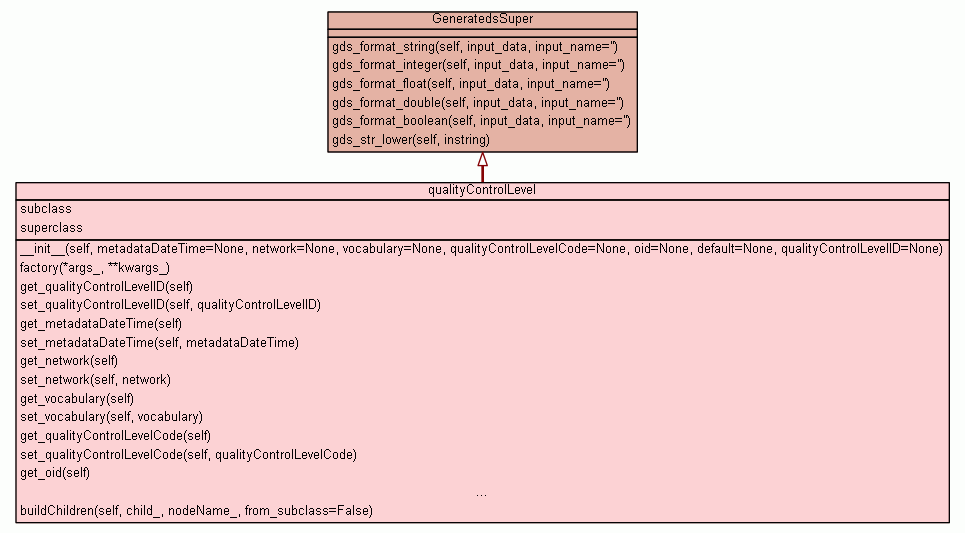 GeneratedsSuper
gds_format_string(self, input_data, input_name='')
gds_format_integer(self, input_data, input_name='')
gds_format_float(self, input_data, input_name='')
gds_format_double(self, input_data, input_name='')
gds_format_boolean(self, input_data, input_name='')
gds_str_lower(self, instring)
qualityControlLevel
subclass
superclass
__init__(self, metadataDateTime=None, network=None, vocabulary=None, qualityControlLevelCode=None, oid=None, default=None, qualityControlLevelID=None)
factory(*args_, **kwargs_)
get_qualityControlLevelID(self)
set_qualityControlLevelID(self, qualityControlLevelID)
get_metadataDateTime(self)
set_metadataDateTime(self, metadataDateTime)
get_network(self)
set_network(self, network)
get_vocabulary(self)
set_vocabulary(self, vocabulary)
get_qualityControlLevelCode(self)
set_qualityControlLevelCode(self, qualityControlLevelCode)
get_oid(self)
...
buildChildren(self, child_, nodeName_, from_subclass=False)